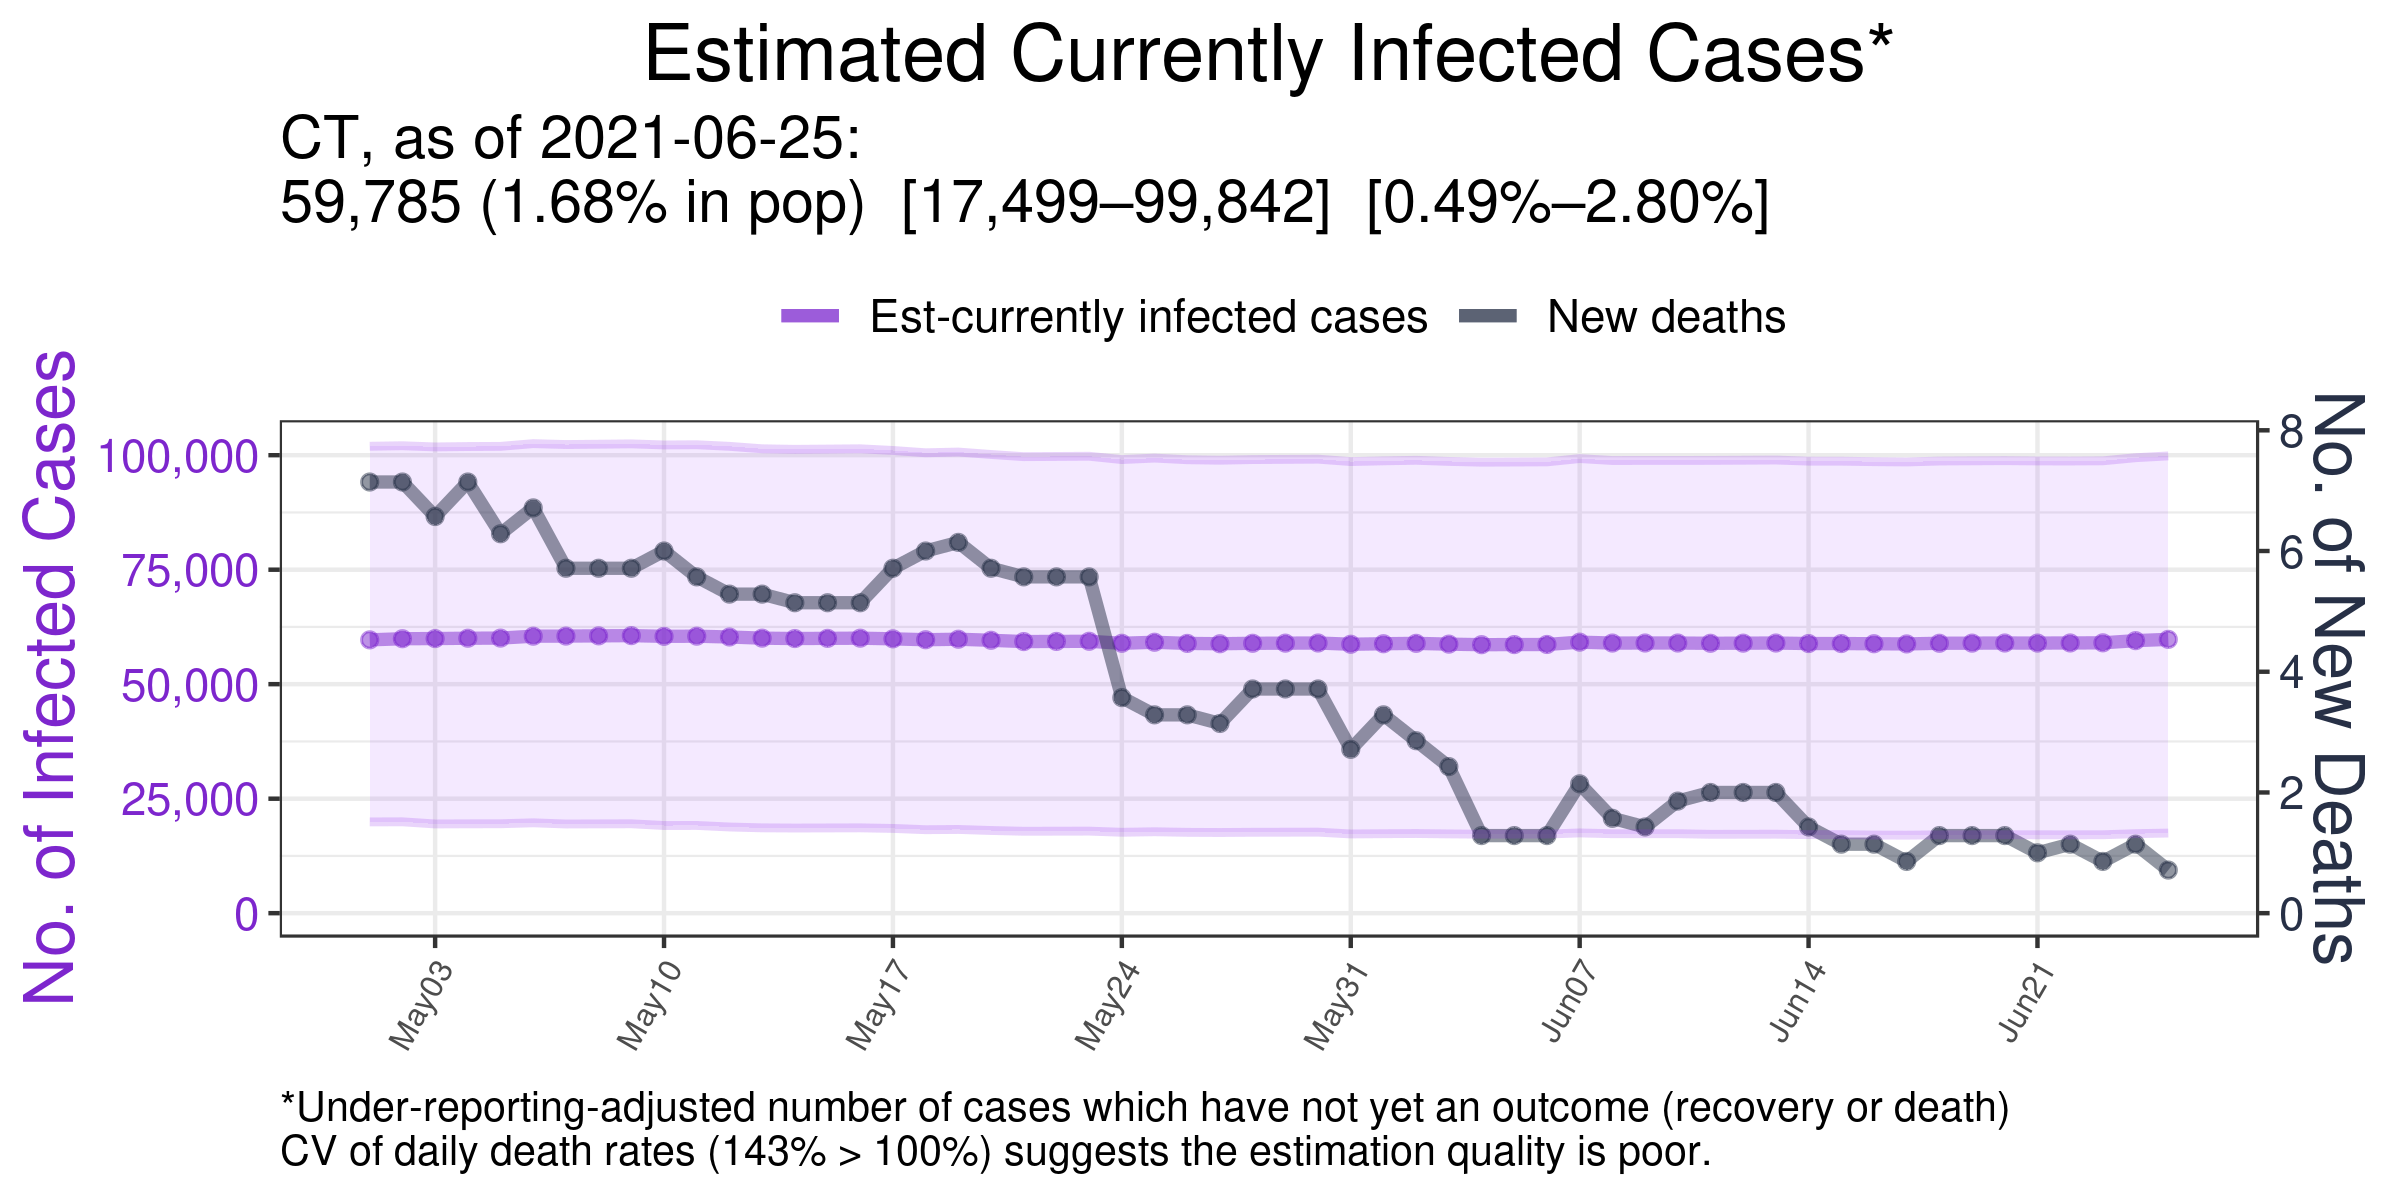 Estimated Currently Infected Cases*
CT, as of 2021-06-25:
59,785 (1.68% in pop)  [17,499–99,842]  [0.49%–2.80%]
Est-currently infected cases
New deaths
No. of Infected Cases
100,000
75,000
50,000
25,000
0
8
6
4
2
0
No. of New Deaths
May03
May10
May17
May24
May31
Jun07
Jun14
Jun21
*Under-reporting-adjusted number of cases which have not yet an outcome (recovery or death)
CV of daily death rates (143% > 100%) suggests the estimation quality is poor.